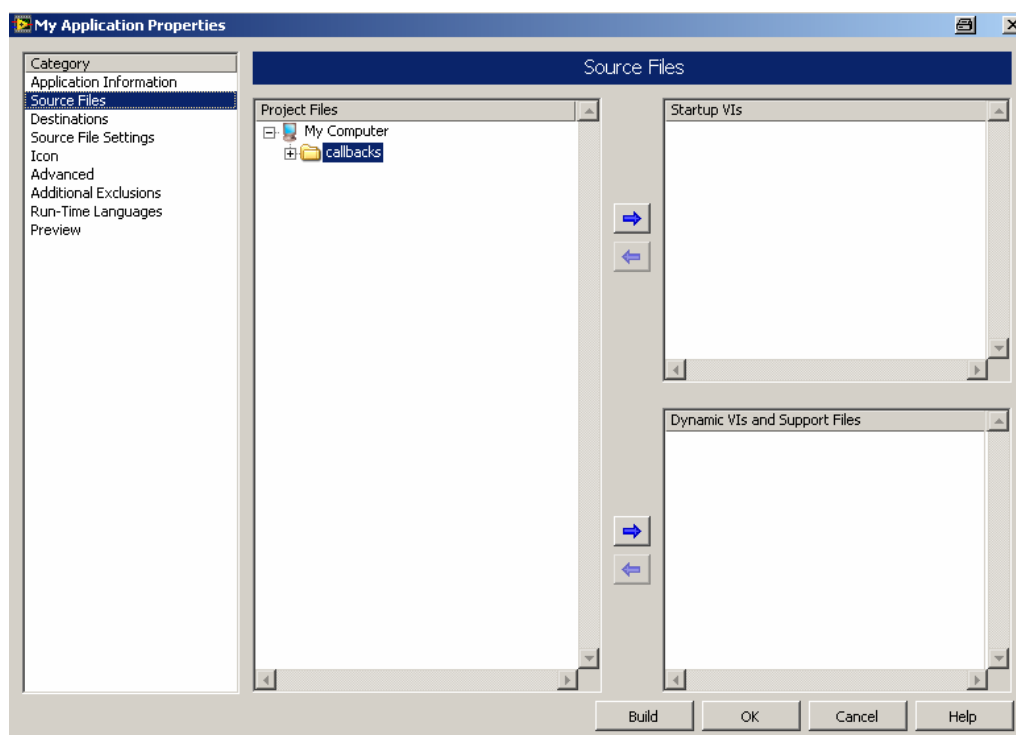 My Application Properties
Category
Application Information
Source Files
Destinations
Source File Settings
Icon
Advanced
Additional Exclusions
Run-Time Languages
Preview
Source Files
Project Files
My Computer
callbacks
Startup VIs
Dynamic VIs and Support Files
Build
OK
Cancel
Help